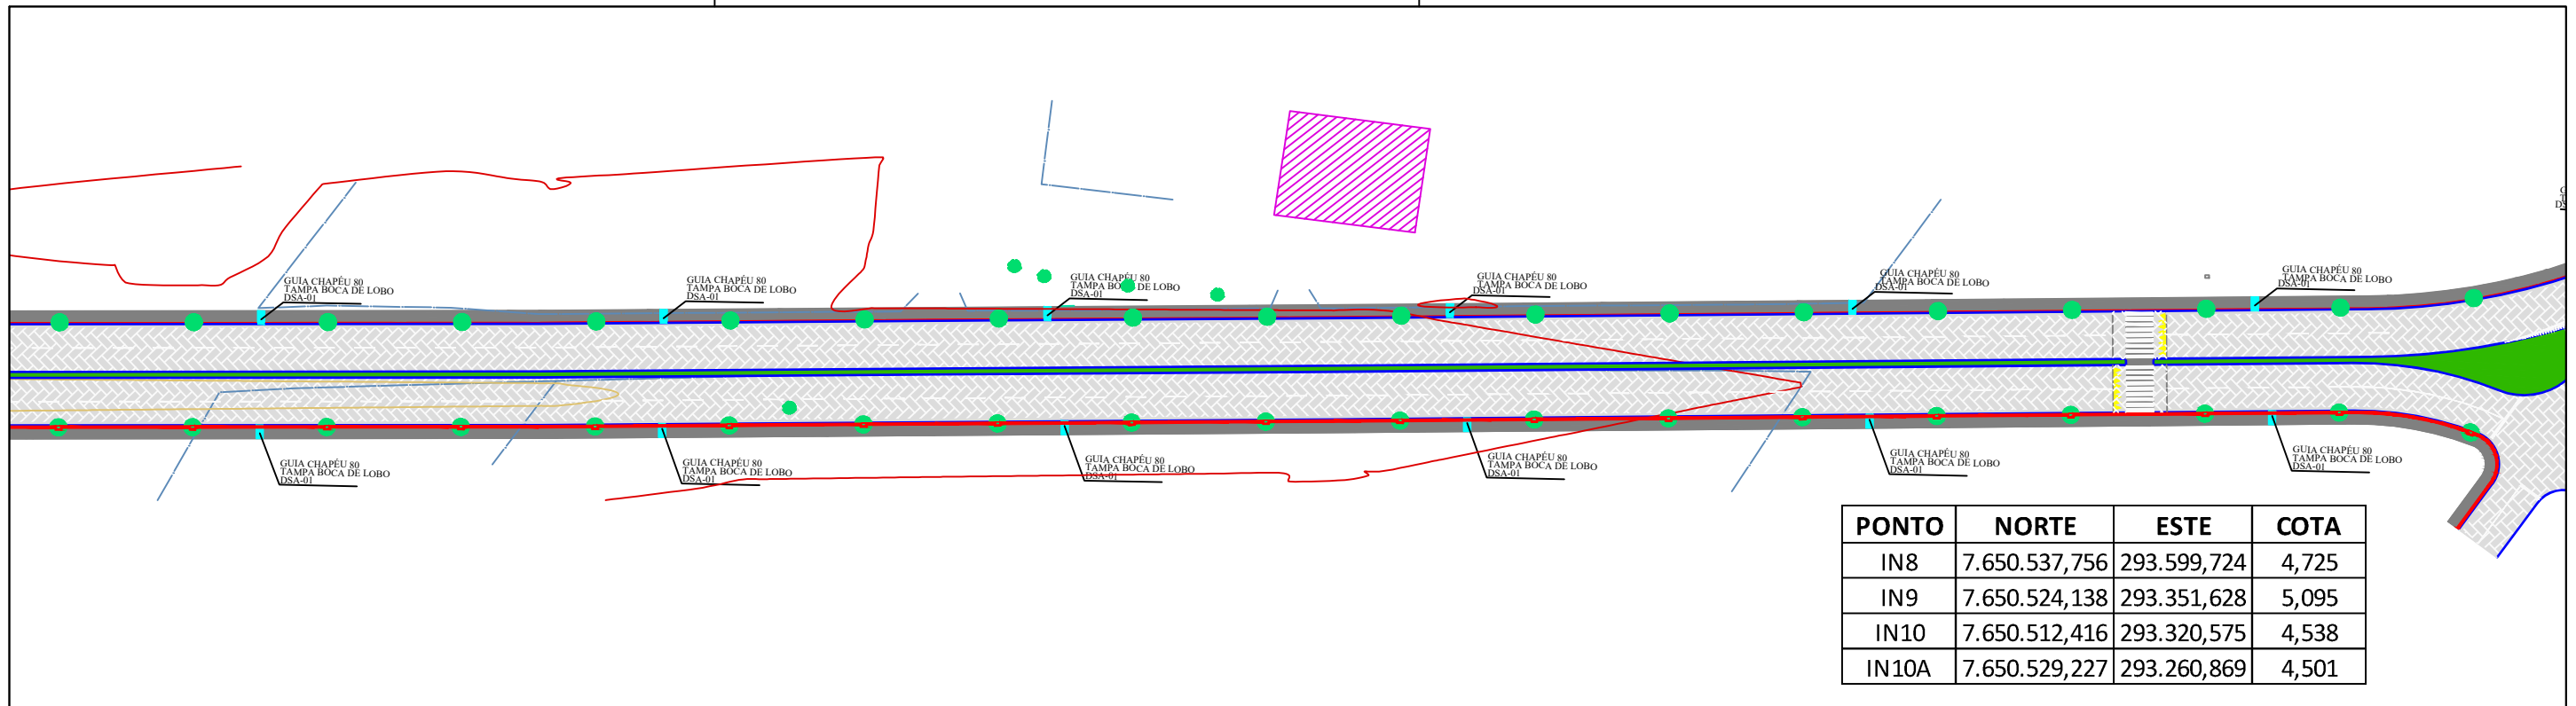 GUIA CHAPÉU 80
TAMPA BOCA DE LOBO
DSA-01
GUIA CHAPÉU 80
TAMPA BOCA DE LOBO
DSA-01
GUIA CHAPÉU 80
TAMPA BOCA DE LOBO
DSA-01
GUIA CHAPÉU 80
TAMPA BOCA DE LOBO
DSA-01
GUIA CHAPÉU 80
TAMPA BOCA DE LOBO
DSA-01
GUIA CHAPÉU 80
TAMPA BOCA DE LOBO
DSA-01
GUIA CHAPÉU 80
TAMPA BOCA DE LOBO
DSA-01
GUIA CHAPÉU 80
TAMPA BOCA DE LOBO
DSA-01
GUIA CHAPÉU 80
TAMPA BOCA DE LOBO
DSA-01
GUIA CHAPÉU 80
TAMPA BOCA DE LOBO
DSA-01
GUIA CHAPÉU 80
TAMPA BOCA DE LOBO
DSA-01
GUIA CHAPÉU 80
TAMPA BOCA DE LOBO
DSA-01
PONTO NORTE ESTE COTA
IN8 7.650.537,756 293.599,724 4,725
IN9 7.650.524,138 293.351,628 5,095
IN10 7.650.512,416 293.320,575 4,538
IN10A 7.650.529,227 293.260,869 4,501